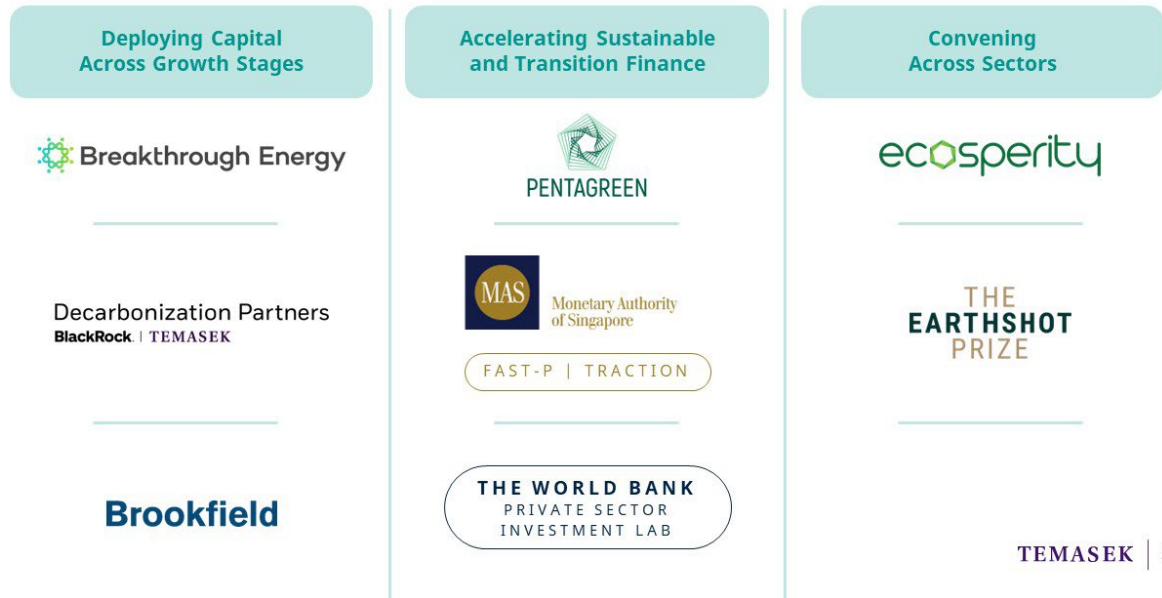 Deploying Capital
Across Growth Stages
Breakthrough Energy
Decarbonization Partners
BlackRock. | TEMASEK
Brookfield
Accelerating Sustainable
and Transition Finance
PENTAGREEN
MAS
Monetary Authority
of Singapore
FAST-P | TRACTION
THE WORLD BANK
PRIVATE SECTOR
INVESTMENT LAB
Convening
Across Sectors
ecosperity
THE
EARTHSHOT
PRIZE
TEMASEK |